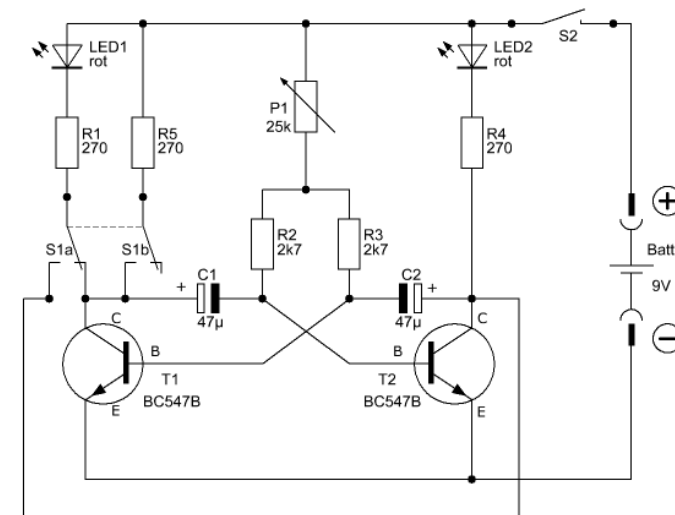 LED1
rot
LED2
rot
S2
P1
25k
R1
270
R5
270
R4
270
R2
2k7
R3
2k7
S1a
S1b
+
C1
47µ
C2
+
47µ
+
Batt
9V
−
C
B
E
T1
BC547B
C
B
E
T2
BC547B